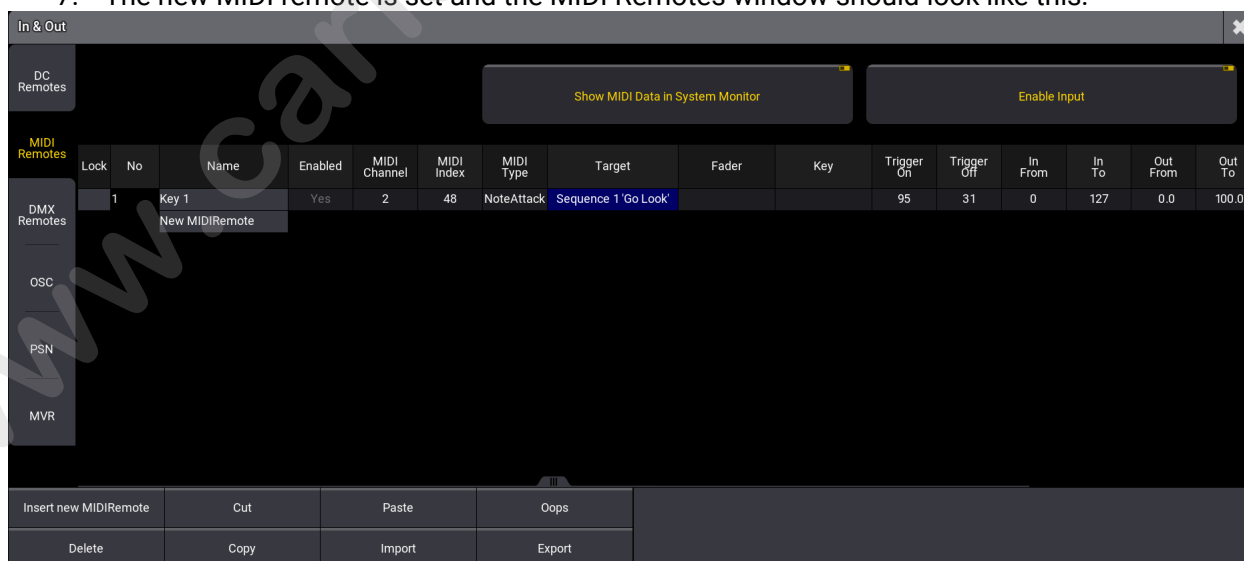 7. The new MIDI remote is set and the MIDI Remotes window should look like this:
In & Out
DC
Remotes
Show MIDI Data in System Monitor
Enable Input
MIDI
Remotes
Lock No Name Enabled MIDI Channel MIDI Index MIDI Type Target Fader Key Trigger On Trigger Off In From In To Out From Out To
1 Key 1 Yes 2 48 NoteAttack Sequence 1 'Go Look' 95 31 0 127 0.0 100.0
New MIDIRemote
DMX
Remotes
OSC
PSN
MVR
Insert new MIDIRemote Cut Paste Oops
Delete Copy Import Export